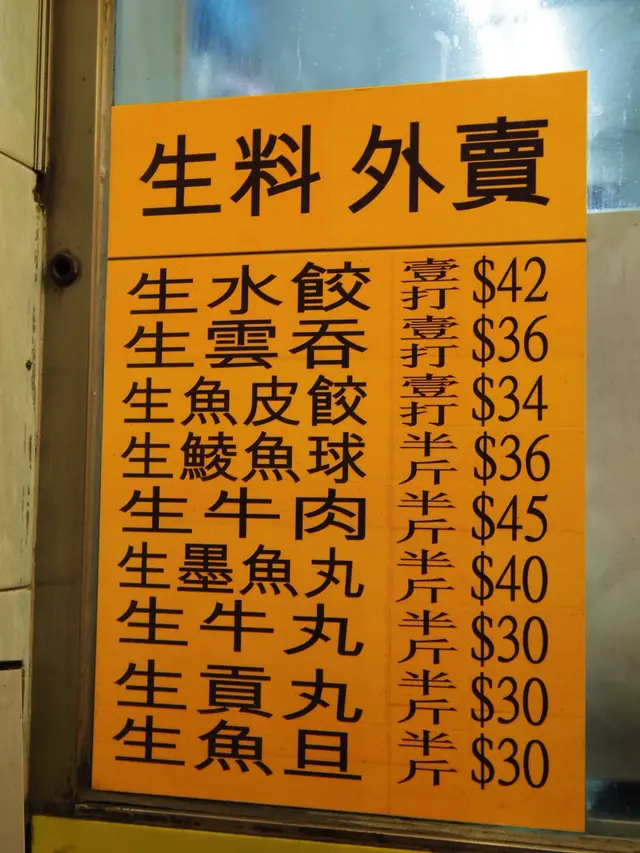 生料 外賣
生水餃 壹打 $42
生雲吞 壹打 $36
生魚皮餃 壹打 $34
生鯪魚球 半斤 $36
生牛肉 半斤 $45
生墨魚丸 半斤 $40
生牛丸 半斤 $30
生貢丸 半斤 $30
生魚旦 半斤 $30